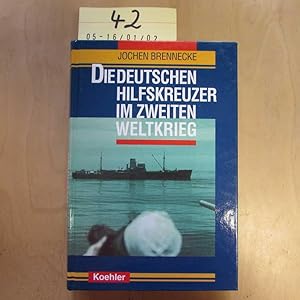 42
05-16/01/02
JOCHEN BRENNECKE
DIE DEUTSCHEN
HILFSKREUZER
IM ZWEITEN
WELTKRIEG
Koehler